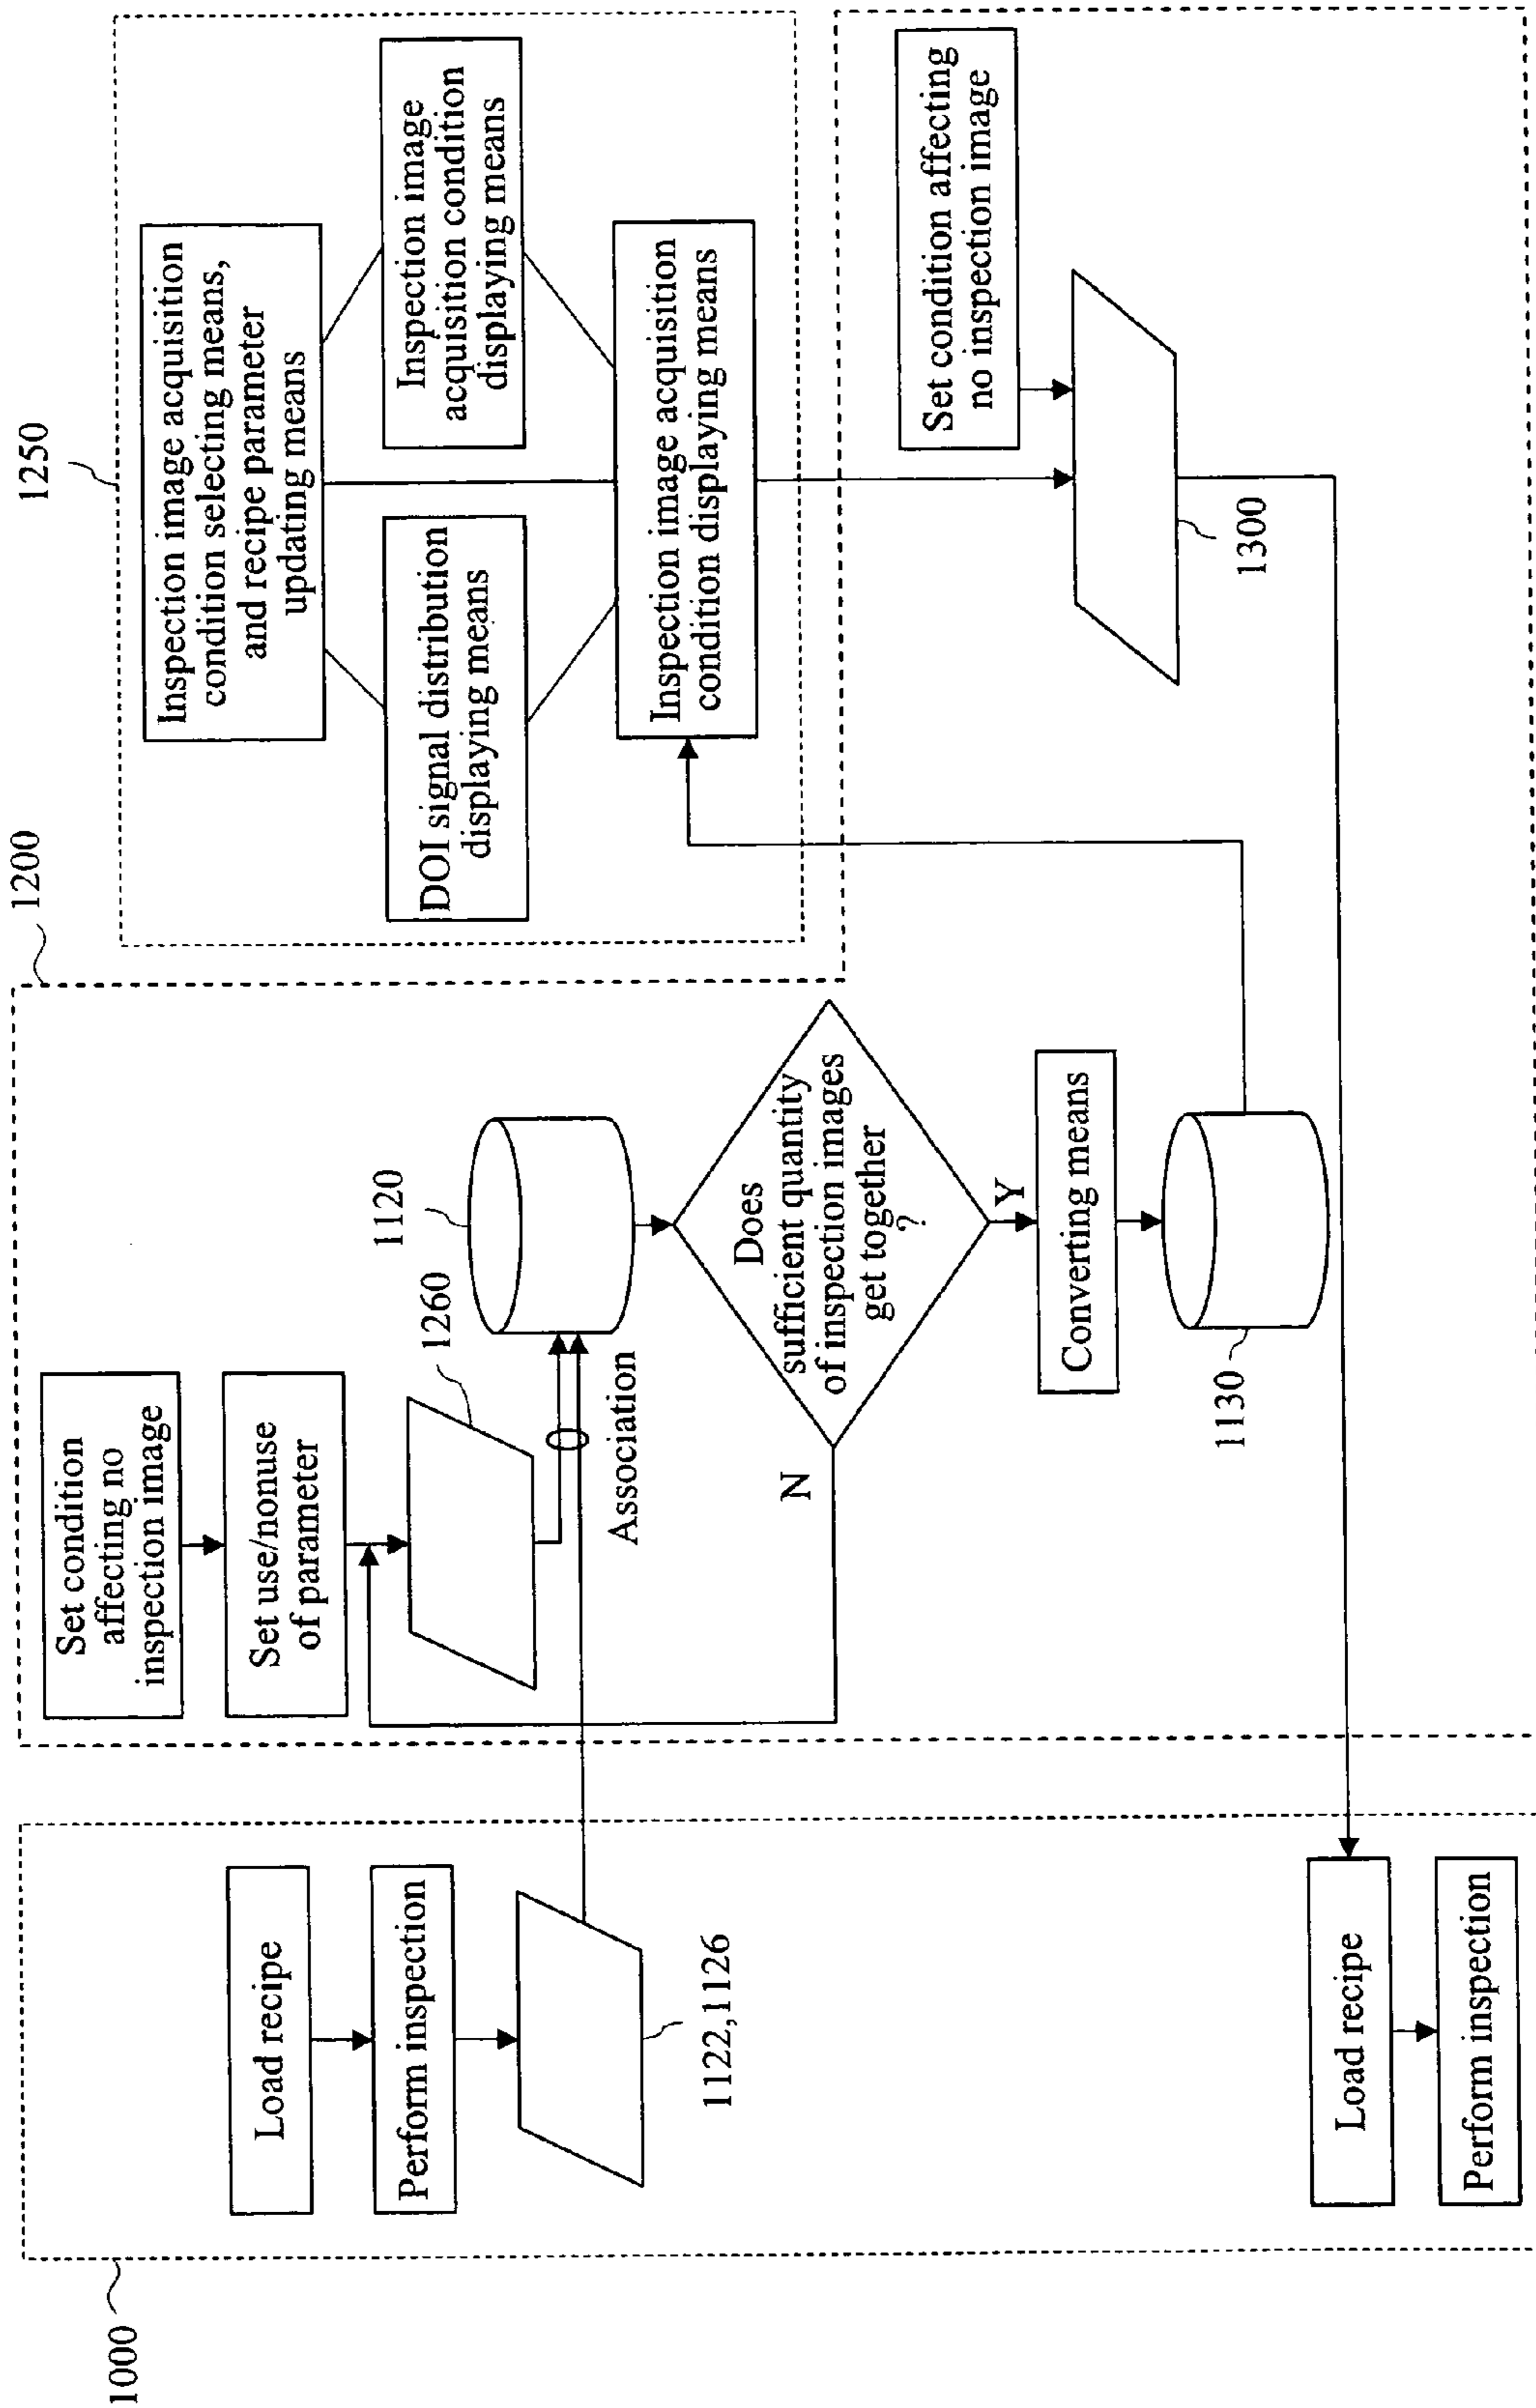 1000
Load recipe
Perform inspection
1122,1126
Load recipe
Perform inspection
1200
Set condition
affecting no
inspection image
Set use/nonuse
of parameter
1260
Association
1120
Does
sufficient quantity
of inspection images
get together
?
N
Y
Converting means
1130
1250
Inspection image acquisition
condition selecting means,
and recipe parameter
updating means
DOI signal distribution
displaying means
Inspection image
acquisition condition
displaying means
Inspection image acquisition
condition displaying means
Set condition affecting
no inspection image
1300